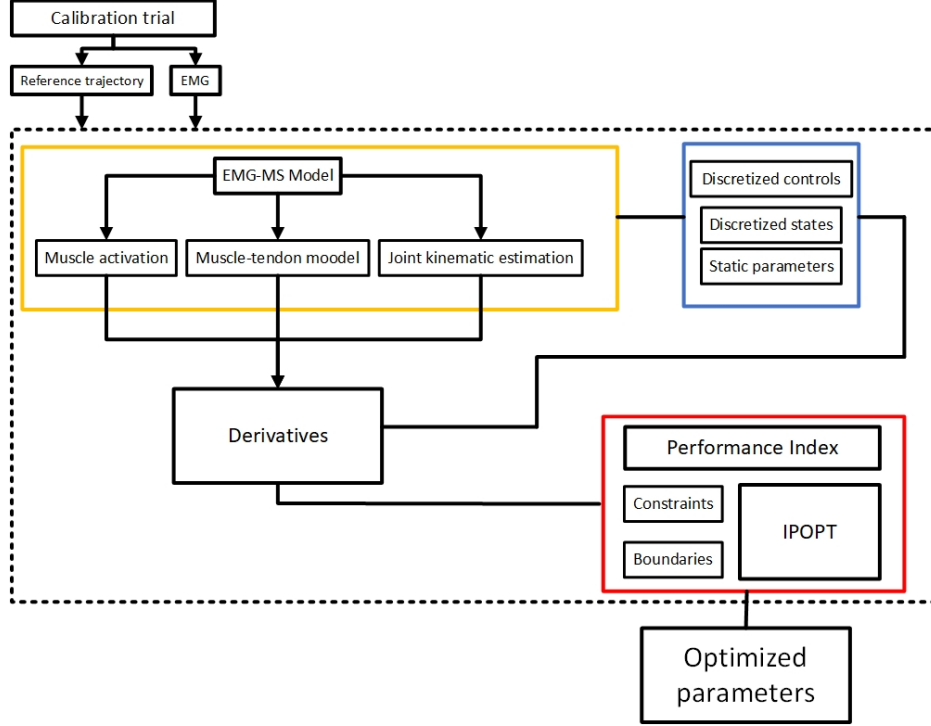 Calibration trial
Reference trajectory
EMG
EMG-MS Model
Muscle activation
Muscle-tendon moodel
Joint kinematic estimation
Discretized controls
Discretized states
Static parameters
Derivatives
Performance Index
Constraints
IPOPT
Boundaries
Optimized
parameters